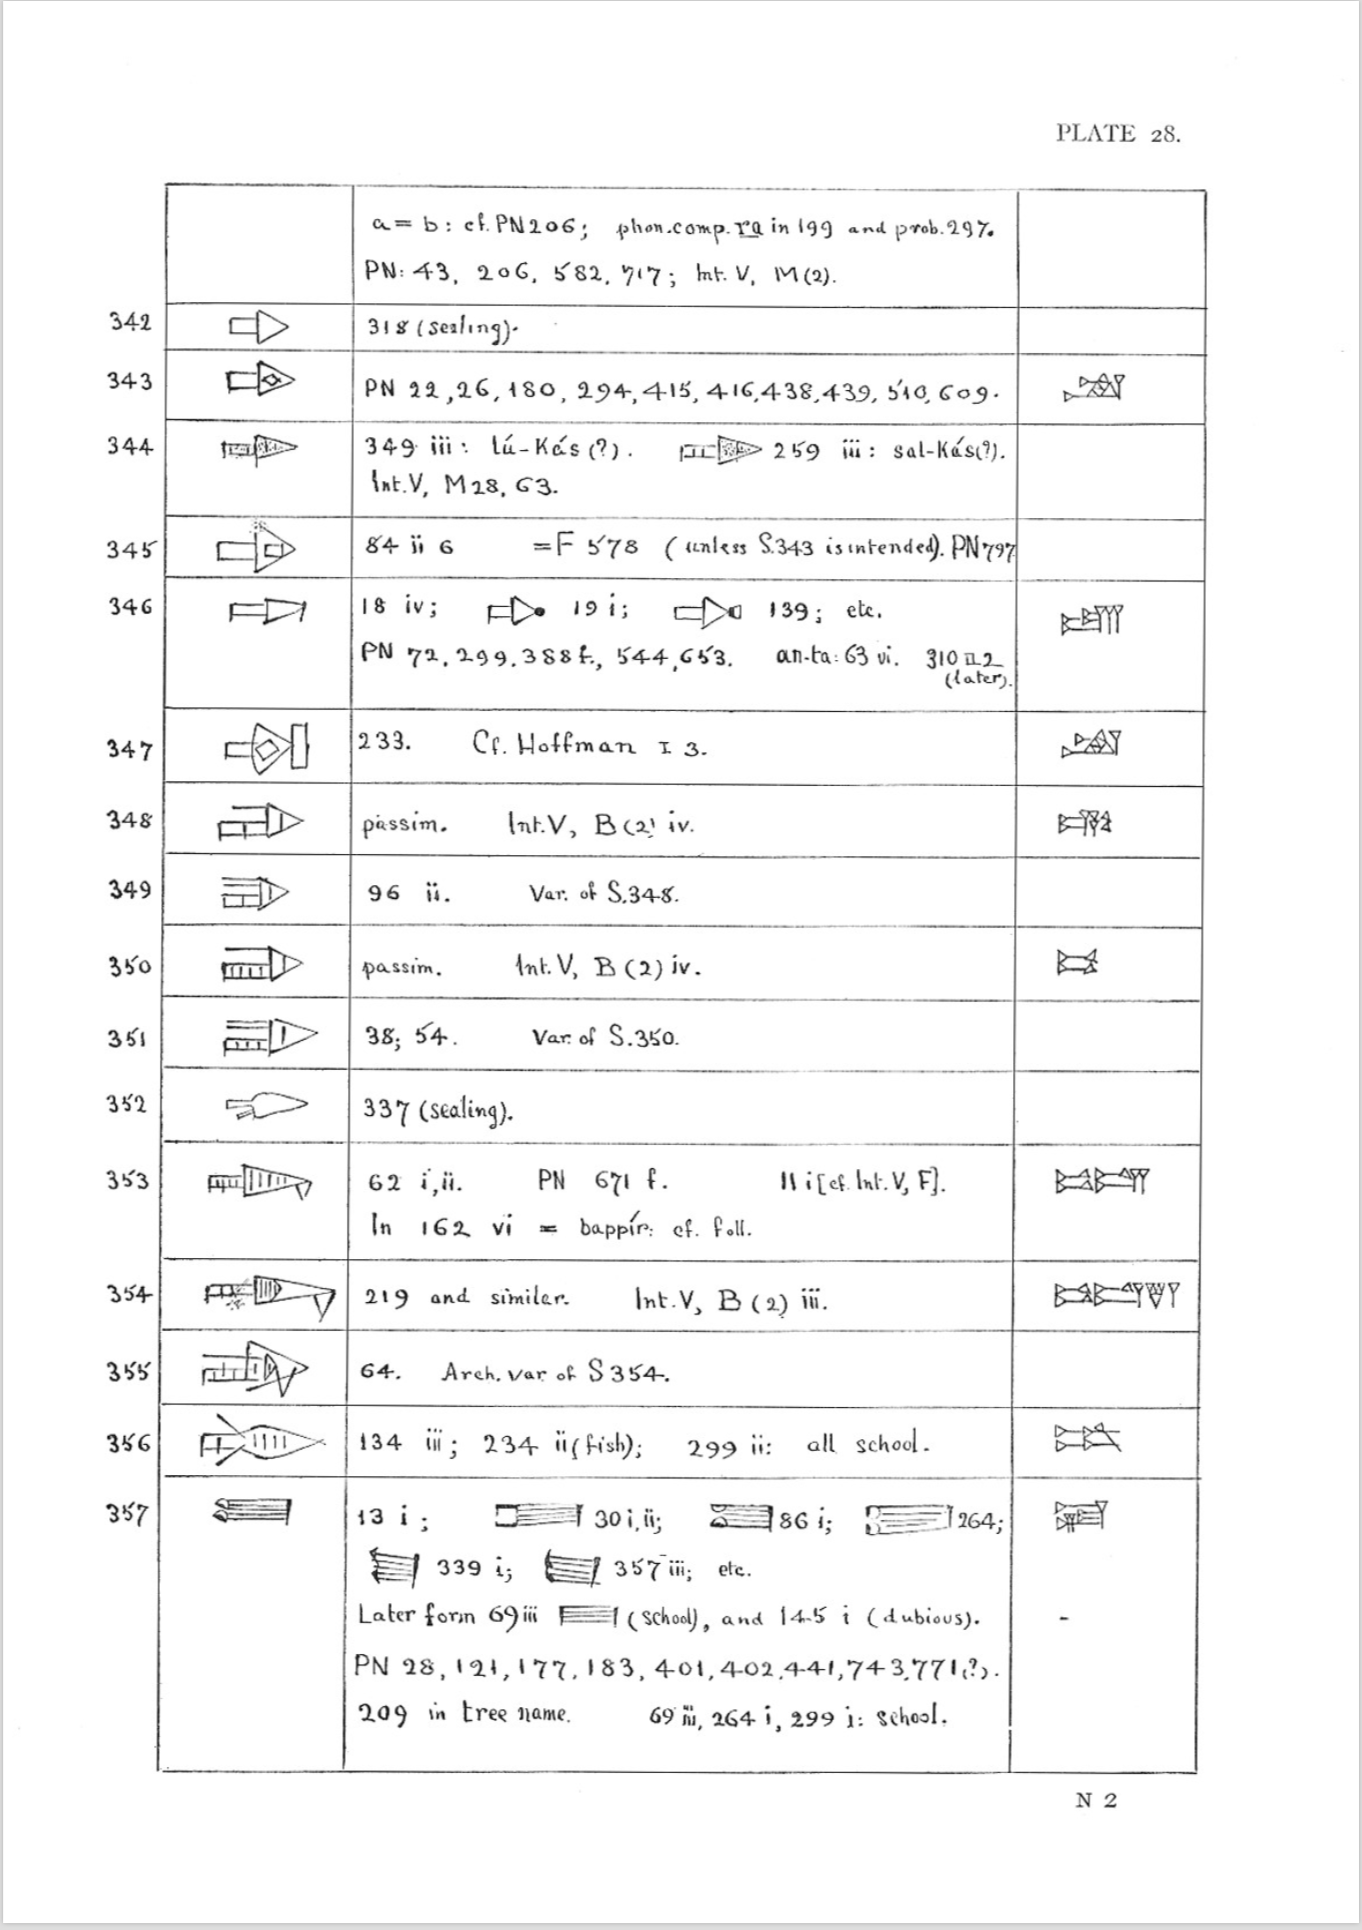 PLATE 28.
a = b : cf. PN 206; phon. comp. ra in 199 and prob. 297.
PN: 43, 206, 582, 717; Int. V, M (2).
342 318 (sealing).
343 PN 22, 26, 180, 294, 415, 416, 438, 439, 510, 609.
344 349 iii: lú-Kás (?). 259 iii: sal-Kás(?).
Int. V, M 28, 63.
345 84 ii 6 = F 578 (unless S.343 is intended). PN 797
346 18 iv; 19 i; 139; etc.
PN 72, 299, 388 f., 544, 653. an-ta: 63 vi. 310 II 2
(later).
347 233. Cf. Hoffman I 3.
348 passim. Int. V, B (2) iv.
349 96 ii. Var. of S.348.
350 passim. Int. V, B (2) iv.
351 38; 54. Var. of S.350.
352 337 (sealing).
353 62 i, ii. PN 671 f. 11 i [cf. Int. V, F].
In 162 vi = bappír: cf. foll.
354 219 and similar. Int. V, B (2) iii.
355 64. Arch. var. of S 354.
356 134 iii; 234 ii (fish); 299 ii: all school.
357 13 i; 30 i, ii; 86 i; 264;
339 i; 357 iii; etc.
Later form 69 iii (school), and 145 i (dubious).
PN 28, 121, 177, 183, 401, 402, 441, 743, 771(?).
209 in tree name. 69 iii, 264 i, 299 i: school.
N 2